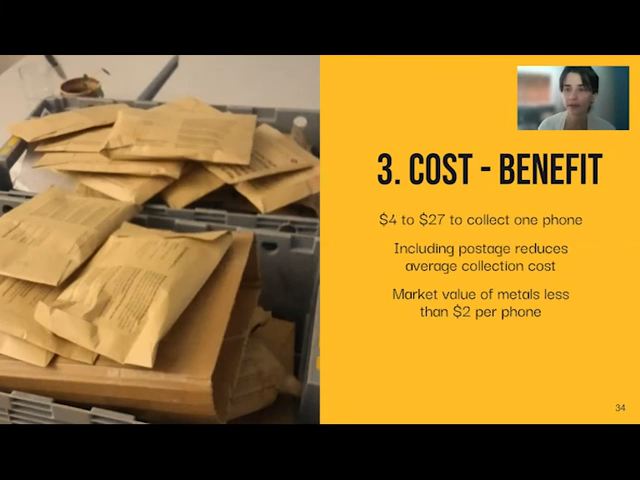 3. COST - BENEFIT
$4 to $27 to collect one phone
Including postage reduces
average collection cost
Market value of metals less
than $2 per phone
34